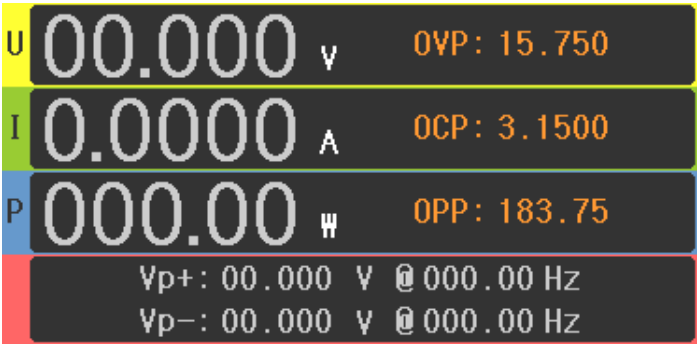 U 00.000 V OVP: 15.750
I 0.0000 A OCP: 3.1500
P 000.00 W OPP: 183.75
Vp+: 00.000 V @ 000.00 Hz
Vp-: 00.000 V @ 000.00 Hz